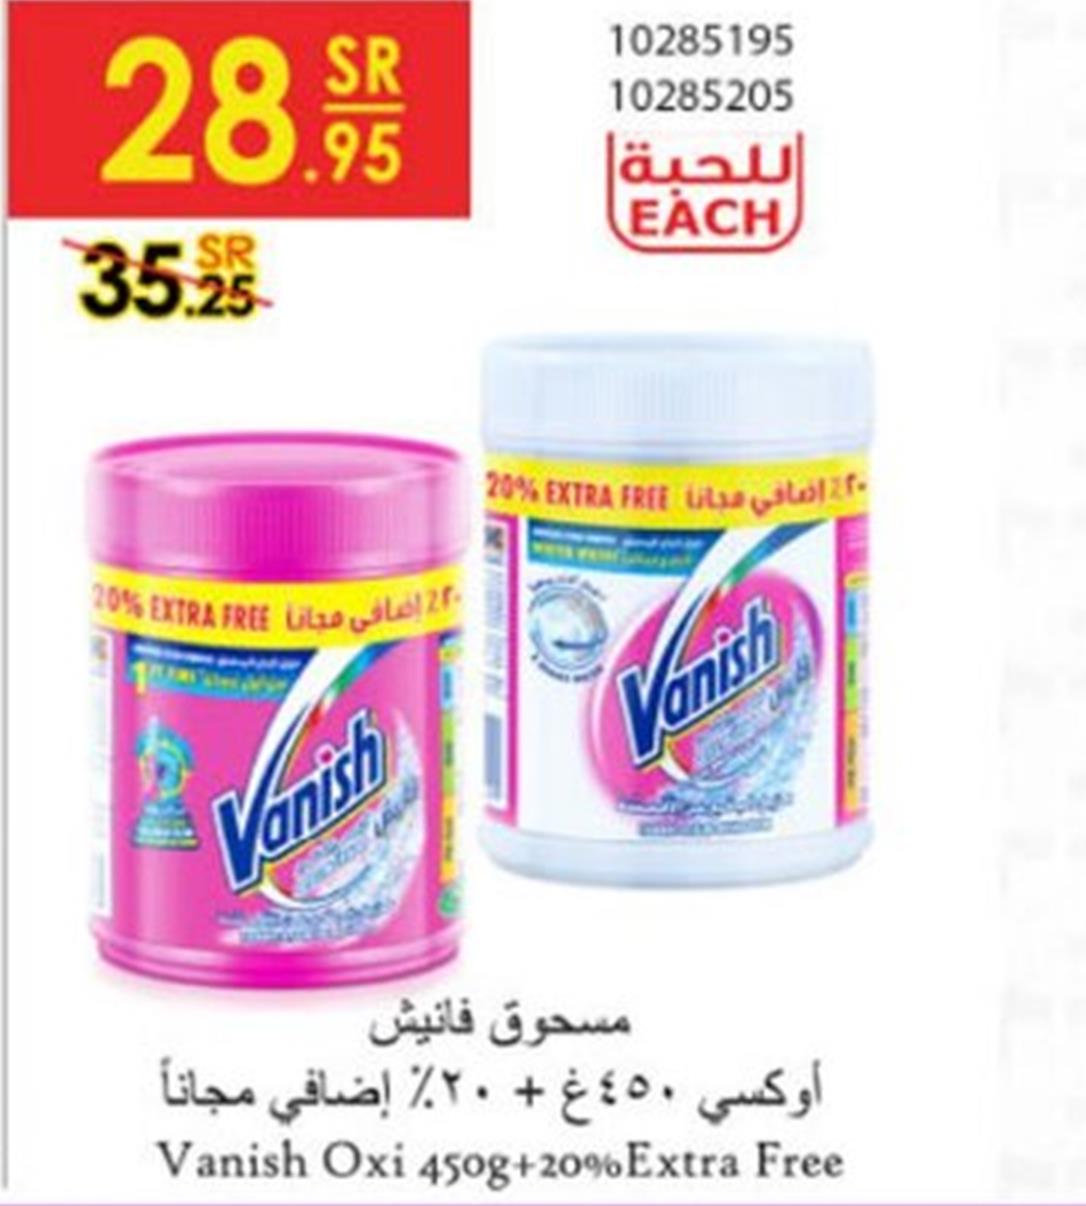 28.95 SR
10285195
10285205
للحبة
EACH
35.25 SR
20% EXTRA FREE ٢٠٪ إضافي مجاناً
Vanish
20% EXTRA FREE ٢٠٪ إضافي مجاناً
Vanish
مسحوق فانيش
أوكسي ٤٥٠غ + ٢٠٪ إضافي مجاناً
Vanish Oxi 450g+20%Extra Free